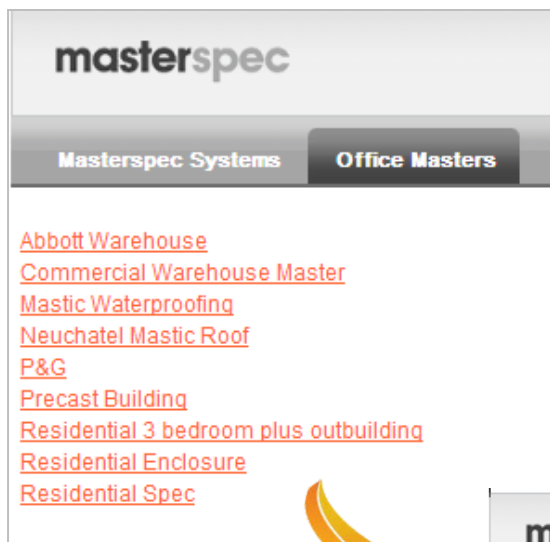 masterspec
Masterspec Systems Office Masters
Abbott Warehouse
Commercial Warehouse Master
Mastic Waterproofing
Neuchatel Mastic Roof
P&G
Precast Building
Residential 3 bedroom plus outbuilding
Residential Enclosure
Residential Spec